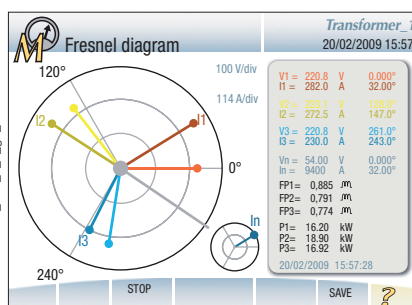 M
Fresnel diagram
Transformer_1
20/02/2009 15:57
120°
100 V/div
114 A/div
I2
I1
0°
I3
In
240°
V1 = 220.8 V 0.000°
I1 = 282.0 A 32.00°
I2 = 272.5 A 147.0°
V3 = 220.8 V 261.0°
I3 = 230.0 A 243.0°
Vn = 54.00 V 0.000°
In = 9400 A 32.00°
FP1= 0,885
FP2= 0,791
FP3= 0,774
P1= 16.20 kW
P2= 18.90 kW
P3= 16.92 kW
20/02/2009 15:57:28
STOP
SAVE
?